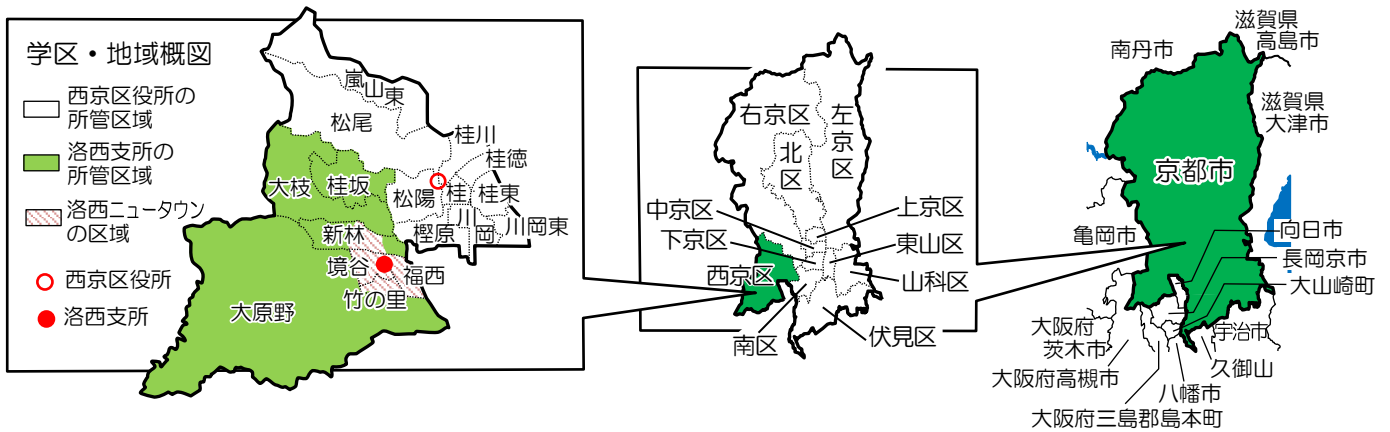 学区・地域概図
西京区役所の
所管区域
洛西支所の
所管区域
洛西ニュータウン
の区域
西京区役所
洛西支所
嵐山東
松尾
桂川
桂徳
大枝
桂坂
松陽
桂
桂東
川岡
川岡東
樫原
新林
境谷
福西
竹の里
大原野
右京区
左京区
北区
中京区
上京区
下京区
東山区
西京区
山科区
南区
伏見区
滋賀県
高島市
南丹市
滋賀県
大津市
京都市
亀岡市
向日市
長岡京市
大山崎町
大阪府
茨木市
宇治市
大阪府高槻市
久御山
八幡市
大阪府三島郡島本町